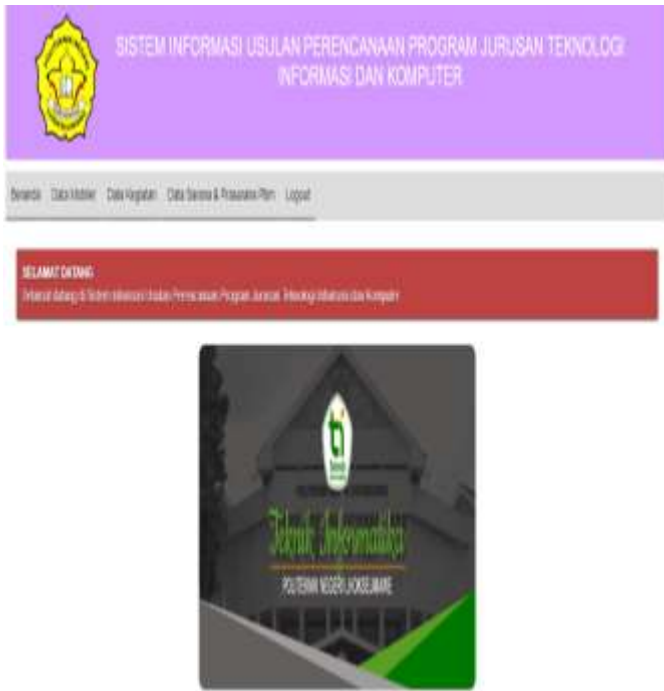 SISTEM INFORMASI USULAN PERENCANAAN PROGRAM JURUSAN TEKNOLOGI
INFORMASI DAN KOMPUTER
Beranda Data Mobiler Data Kegiatan Data Sarana & Prasarana Pbm Logout
SELAMAT DATANG
Selamat datang di Sistem Informasi Usulan Perencanaan Program Jurusan Teknologi Informasi dan Komputer
ti
Teknik Informatika
POLITEKNIK NEGERI LHOKSEUMAWE